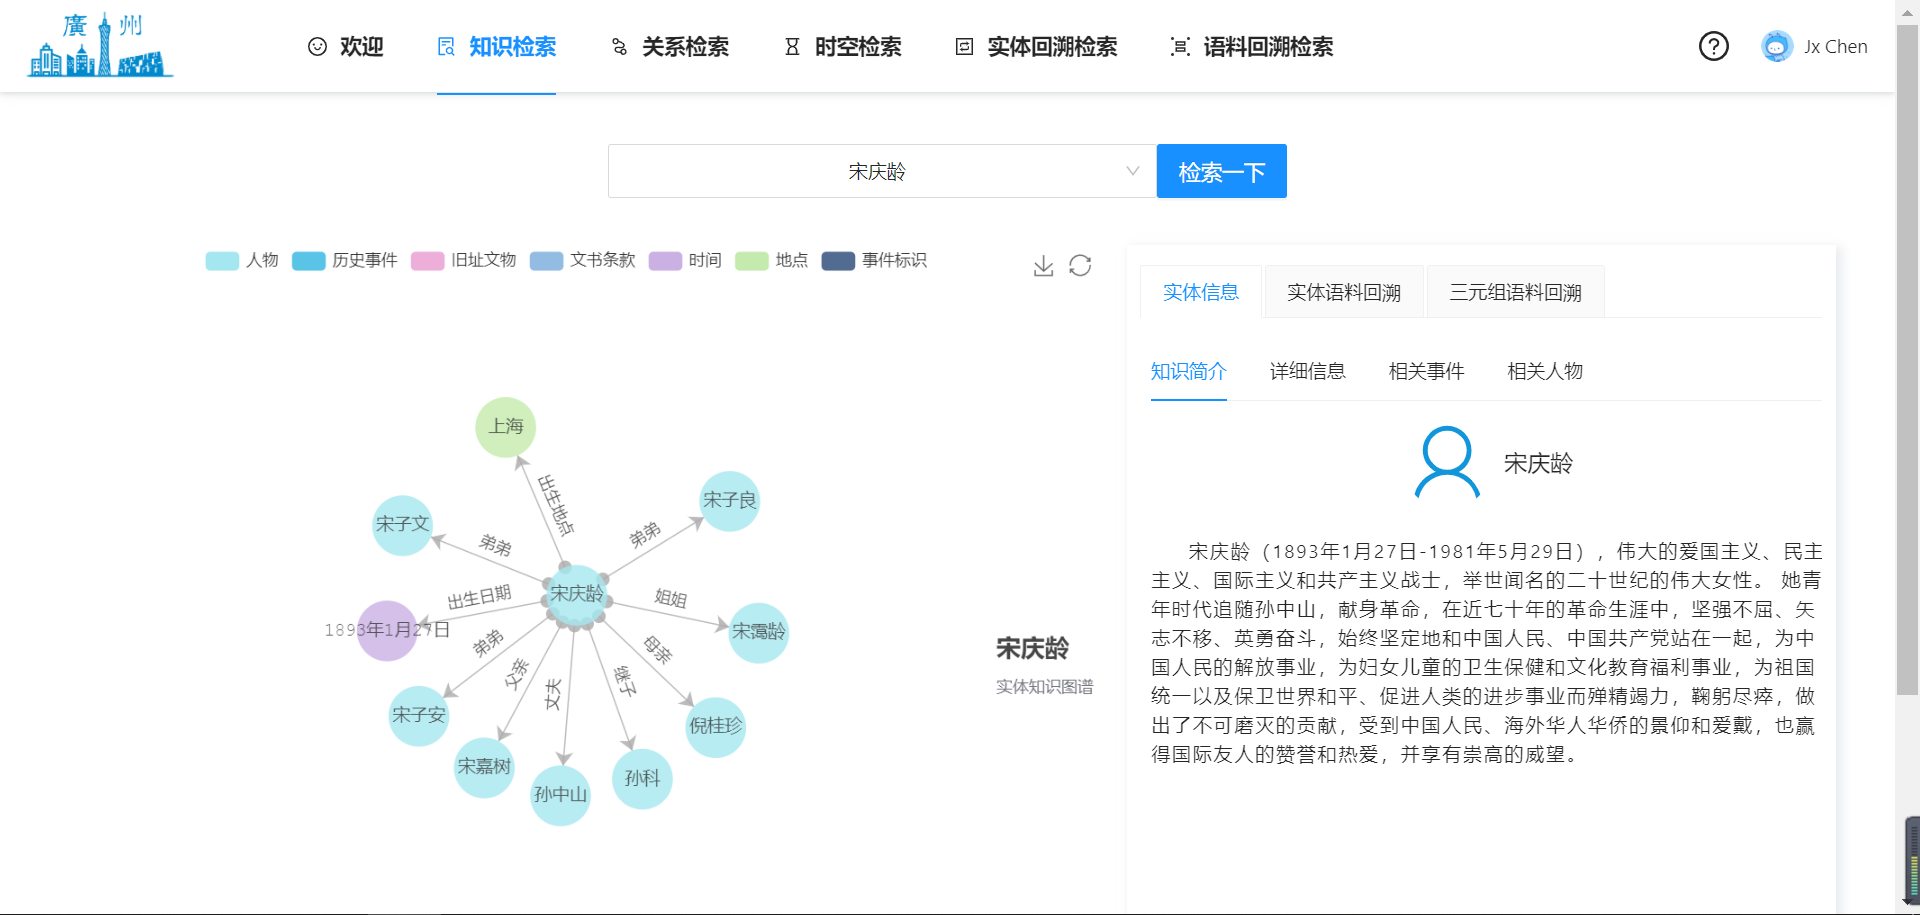 廣州
欢迎
知识检索
关系检索
时空检索
实体回溯检索
语料回溯检索
Jx Chen
宋庆龄
检索一下
人物
历史事件
旧址文物
文书条款
时间
地点
事件标识
上海
出生地点
宋子良
弟弟
宋子文
弟弟
出生日期
1893年1月27日
宋庆龄
姐姐
宋霭龄
弟弟
宋子安
父亲
宋嘉树
丈夫
孙中山
继子
孙科
母亲
倪桂珍
宋庆龄
实体知识图谱
实体信息
实体语料回溯
三元组语料回溯
知识简介
详细信息
相关事件
相关人物
宋庆龄
宋庆龄（1893年1月27日-1981年5月29日），伟大的爱国主义、民主
主义、国际主义和共产主义战士，举世闻名的二十世纪的伟大女性。 她青
年时代追随孙中山，献身革命，在近七十年的革命生涯中，坚强不屈、矢
志不移、英勇奋斗，始终坚定地和中国人民、中国共产党站在一起，为中
国人民的解放事业，为妇女儿童的卫生保健和文化教育福利事业，为祖国
统一以及保卫世界和平、促进人类的进步事业而殚精竭力，鞠躬尽瘁，做
出了不可磨灭的贡献，受到中国人民、海外华人华侨的景仰和爱戴，也赢
得国际友人的赞誉和热爱，并享有崇高的威望。